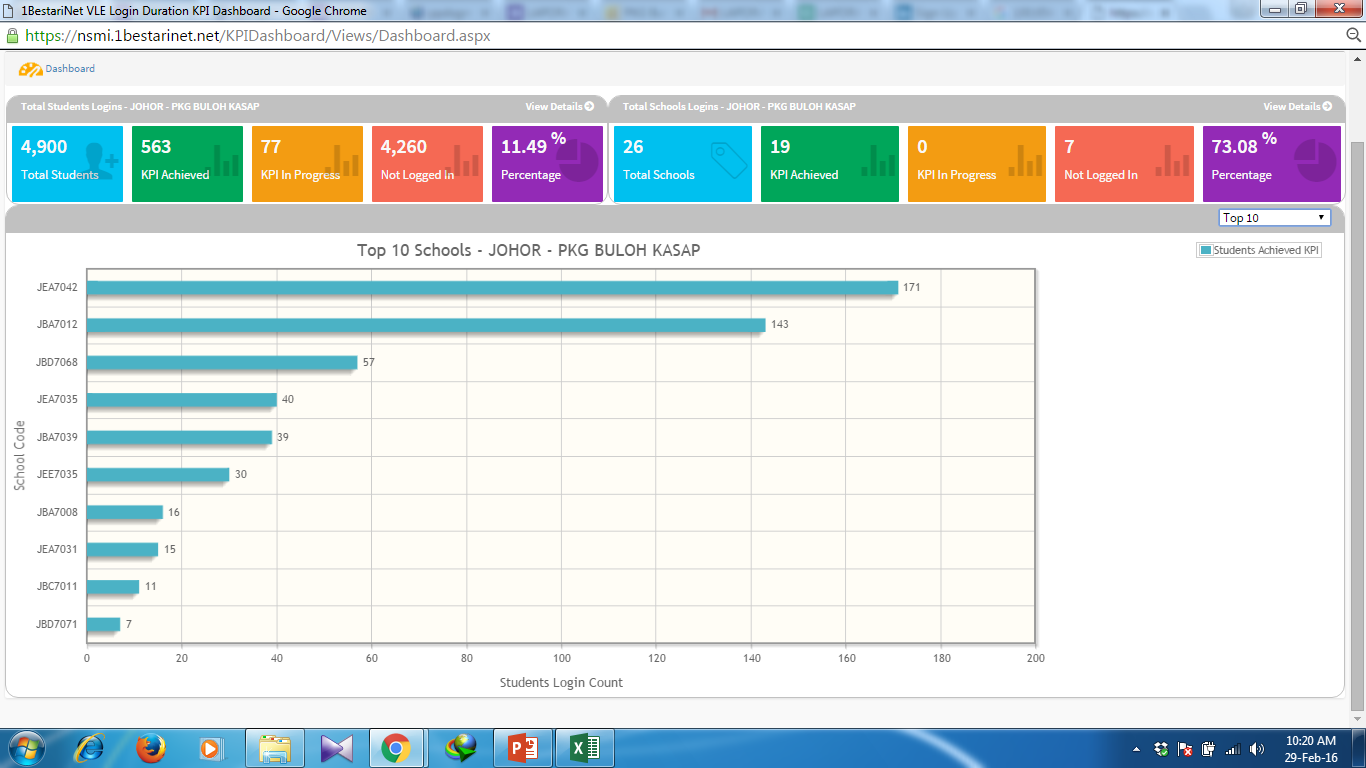 1BestariNet VLE Login Duration KPI Dashboard - Google Chrome
https://nsmi.1bestarinet.net/KPIDashboard/Views/Dashboard.aspx
Dashboard
Total Students Logins - JOHOR - PKG BULOH KASAP View Details
4,900 Total Students
563 KPI Achieved
77 KPI In Progress
4,260 Not Logged In
11.49 % Percentage
Total Schools Logins - JOHOR - PKG BULOH KASAP View Details
26 Total Schools
19 KPI Achieved
0 KPI In Progress
7 Not Logged In
73.08 % Percentage
Top 10
Top 10 Schools - JOHOR - PKG BULOH KASAP
Students Achieved KPI
School Code
JEA7042 171
JBA7012 143
JBD7068 57
JEA7035 40
JBA7039 39
JEE7035 30
JBA7008 16
JEA7031 15
JBC7011 11
JBD7071 7
0 20 40 60 80 100 120 140 160 180 200
Students Login Count
10:20 AM
29-Feb-16